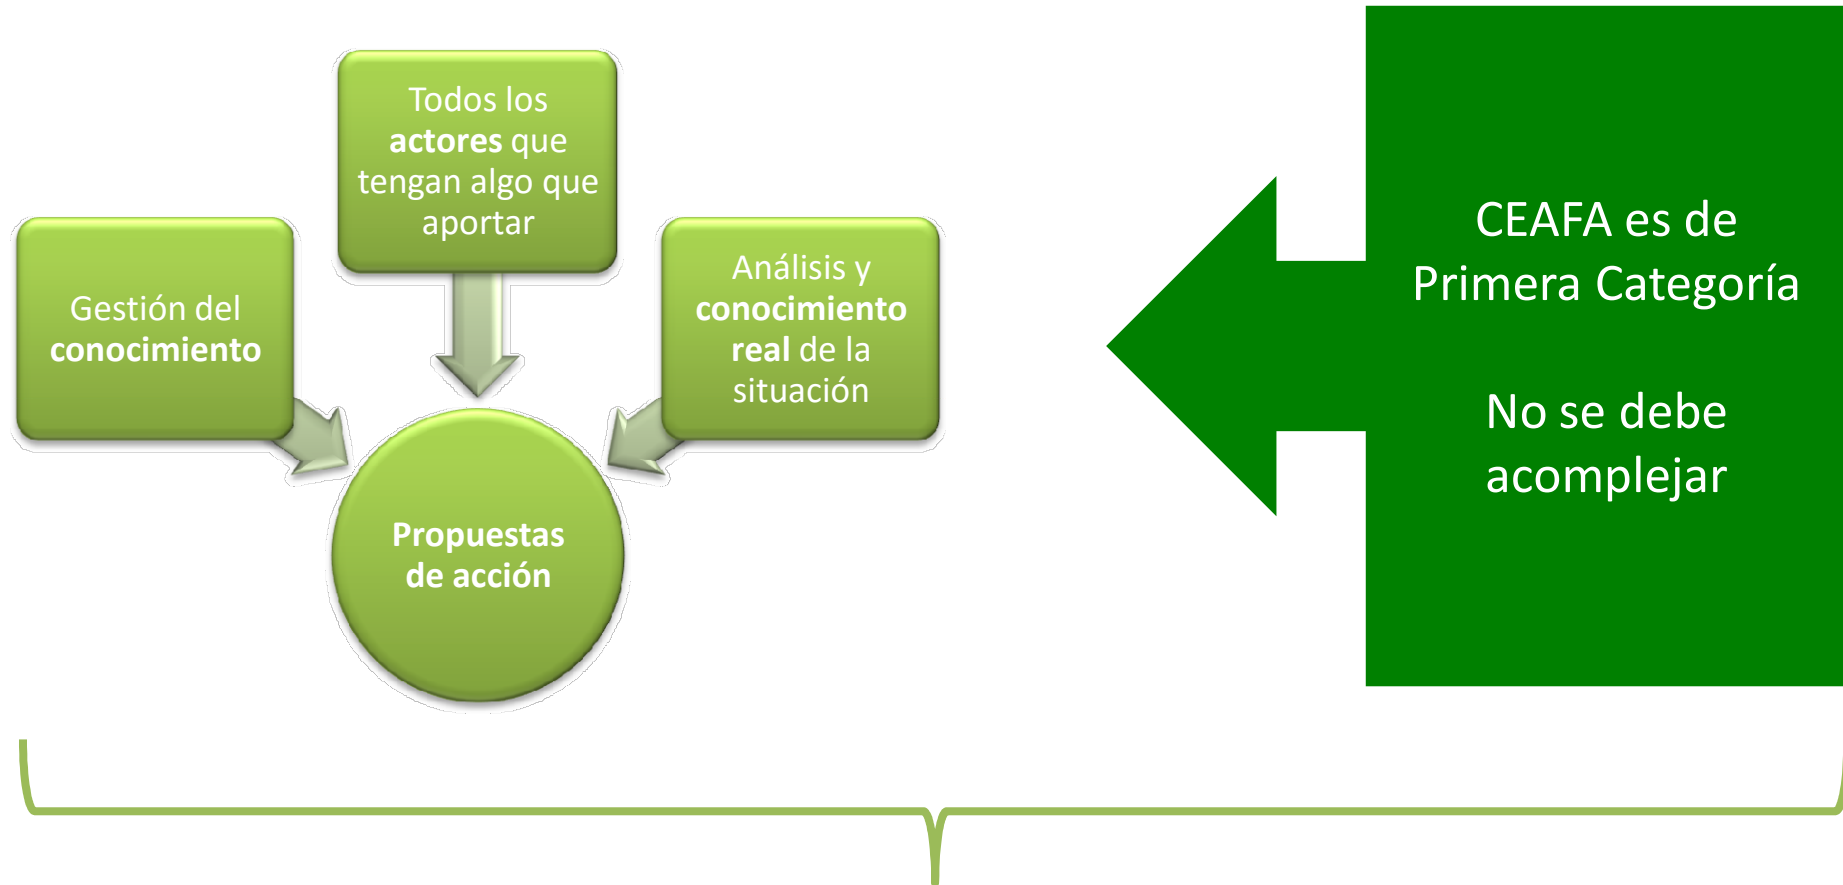 Todos los
actores que
tengan algo que
aportar
Gestión del
conocimiento
Análisis y
conocimiento
real de la
situación
Propuestas
de acción
CEAFA es de
Primera Categoría
No se debe
acomplejar